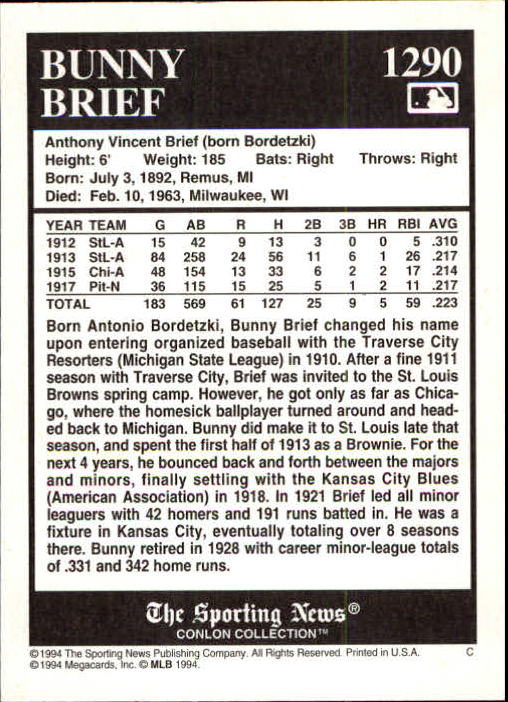 BUNNY 1290
BRIEF
Anthony Vincent Brief (born Bordetzki)
Height: 6' Weight: 185 Bats: Right Throws: Right
Born: July 3, 1892, Remus, MI
Died: Feb. 10, 1963, Milwaukee, WI
YEAR TEAM G AB R H 2B 3B HR RBI AVG
1912 StL-A 15 42 9 13 3 0 0 5 .310
1913 StL-A 84 258 24 56 11 6 1 26 .217
1915 Chi-A 48 154 13 33 6 2 2 17 .214
1917 Pit-N 36 115 15 25 5 1 2 11 .217
TOTAL 183 569 61 127 25 9 5 59 .223
Born Antonio Bordetzki, Bunny Brief changed his name
upon entering organized baseball with the Traverse City
Resorters (Michigan State League) in 1910. After a fine 1911
season with Traverse City, Brief was invited to the St. Louis
Browns spring camp. However, he got only as far as Chica-
go, where the homesick ballplayer turned around and head-
ed back to Michigan. Bunny did make it to St. Louis late that
season, and spent the first half of 1913 as a Brownie. For the
next 4 years, he bounced back and forth between the majors
and minors, finally settling with the Kansas City Blues
(American Association) in 1918. In 1921 Brief led all minor
leaguers with 42 homers and 191 runs batted in. He was a
fixture in Kansas City, eventually totaling over 8 seasons
there. Bunny retired in 1928 with career minor-league totals
of .331 and 342 home runs.
The Sporting News®
CONLON COLLECTION™
©1994 The Sporting News Publishing Company. All Rights Reserved. Printed in U.S.A. C
©1994 Megacards, Inc. © MLB 1994.